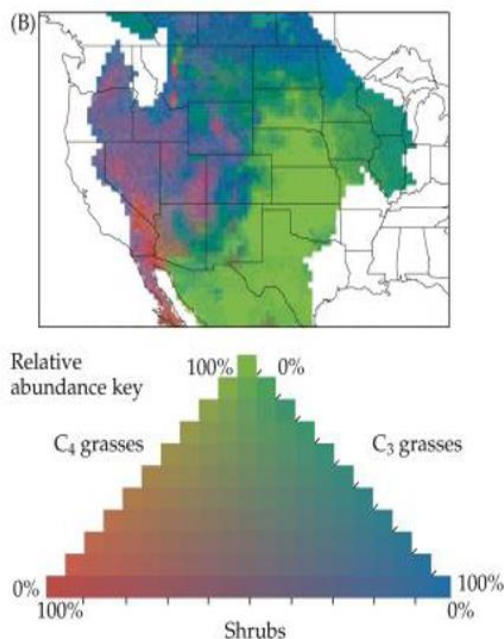 (B)
Relative
abundance key
100% 0%
C₄ grasses C₃ grasses
0% 100%
100% 0%
Shrubs